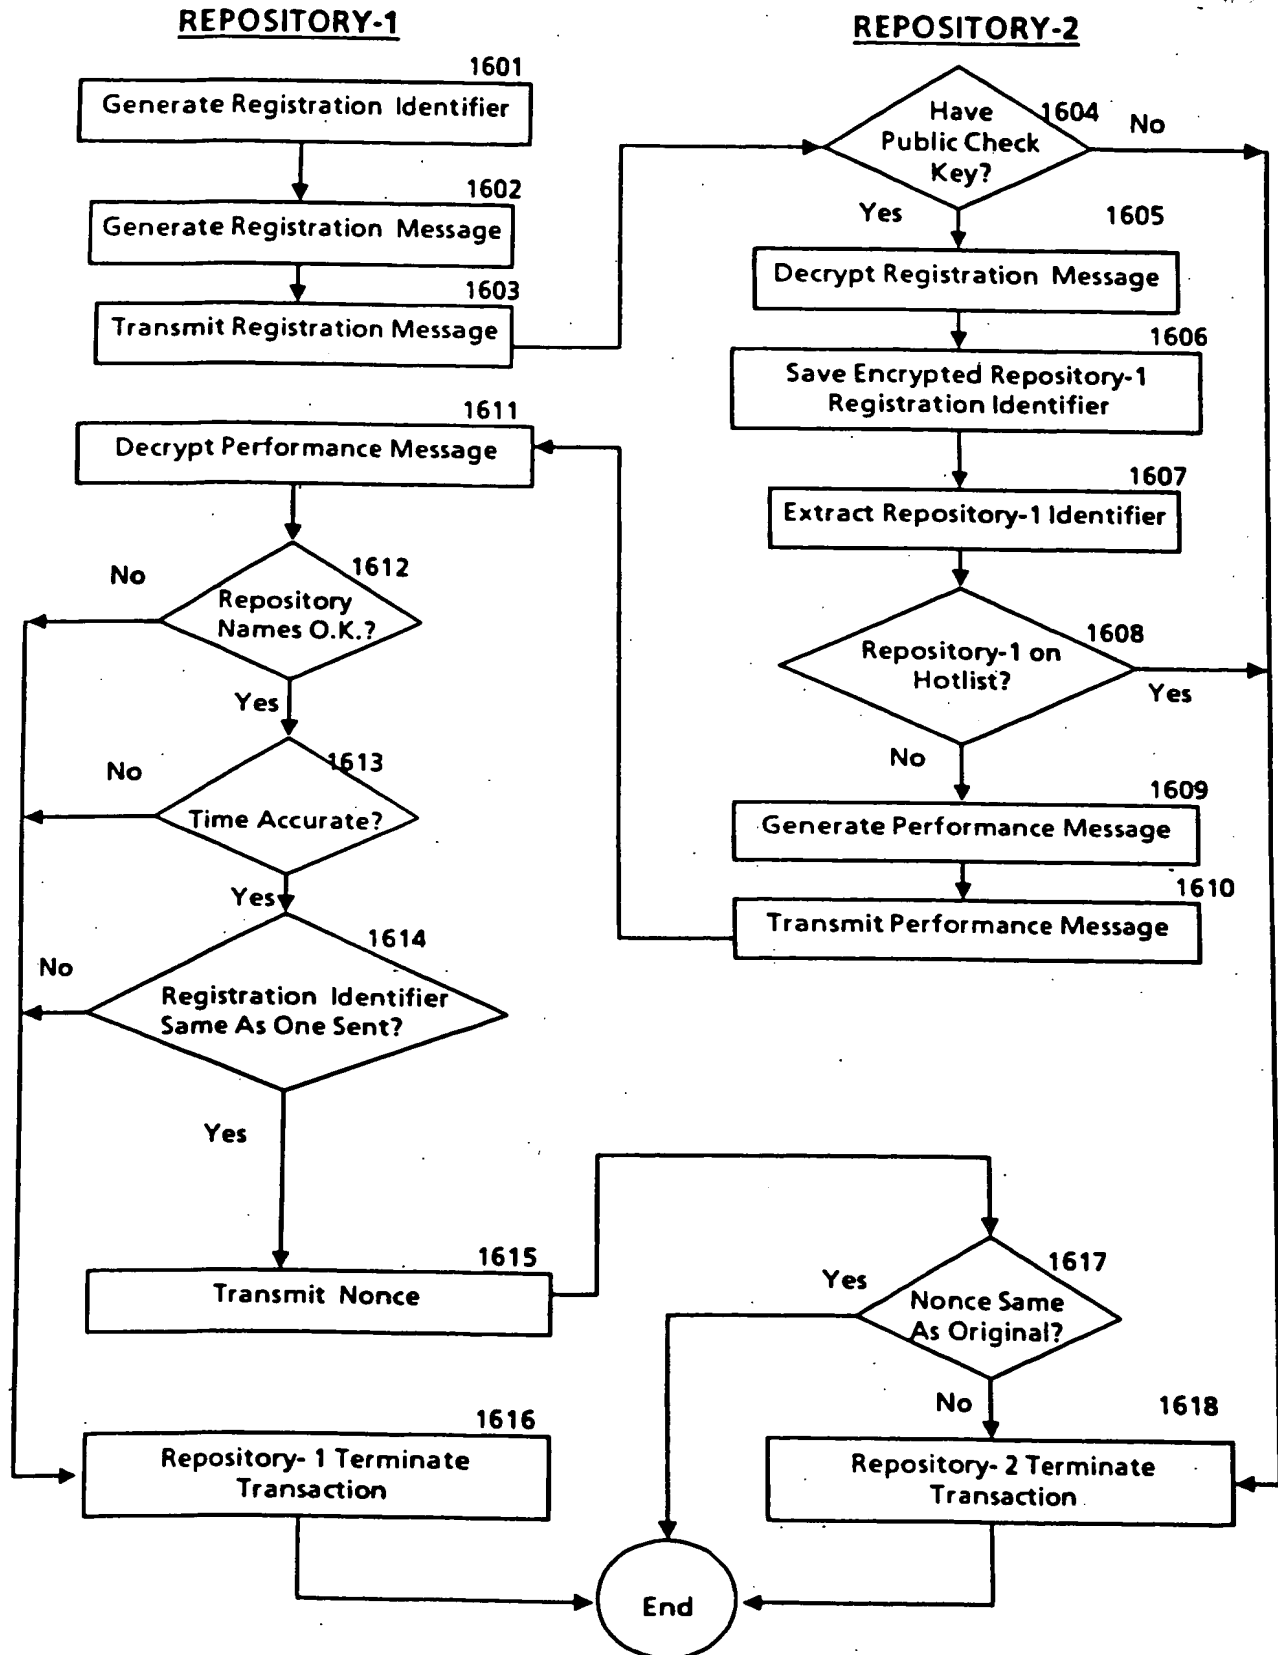 REPOSITORY-1
1601
Generate Registration Identifier
1602
Generate Registration Message
1603
Transmit Registration Message
REPOSITORY-2
1604
Have
Public Check
Key?
No
Yes
1605
Decrypt Registration Message
1606
Save Encrypted Repository-1
Registration Identifier
1607
Extract Repository-1 Identifier
1608
Repository-1 on
Hotlist?
Yes
No
1609
Generate Performance Message
1610
Transmit Performance Message
1611
Decrypt Performance Message
1612
No
Repository
Names O.K.?
Yes
1613
No
Time Accurate?
Yes
1614
No
Registration Identifier
Same As One Sent?
Yes
1615
Transmit Nonce
1617
Yes
Nonce Same
As Original?
No
1616
Repository- 1 Terminate
Transaction
1618
Repository- 2 Terminate
Transaction
End